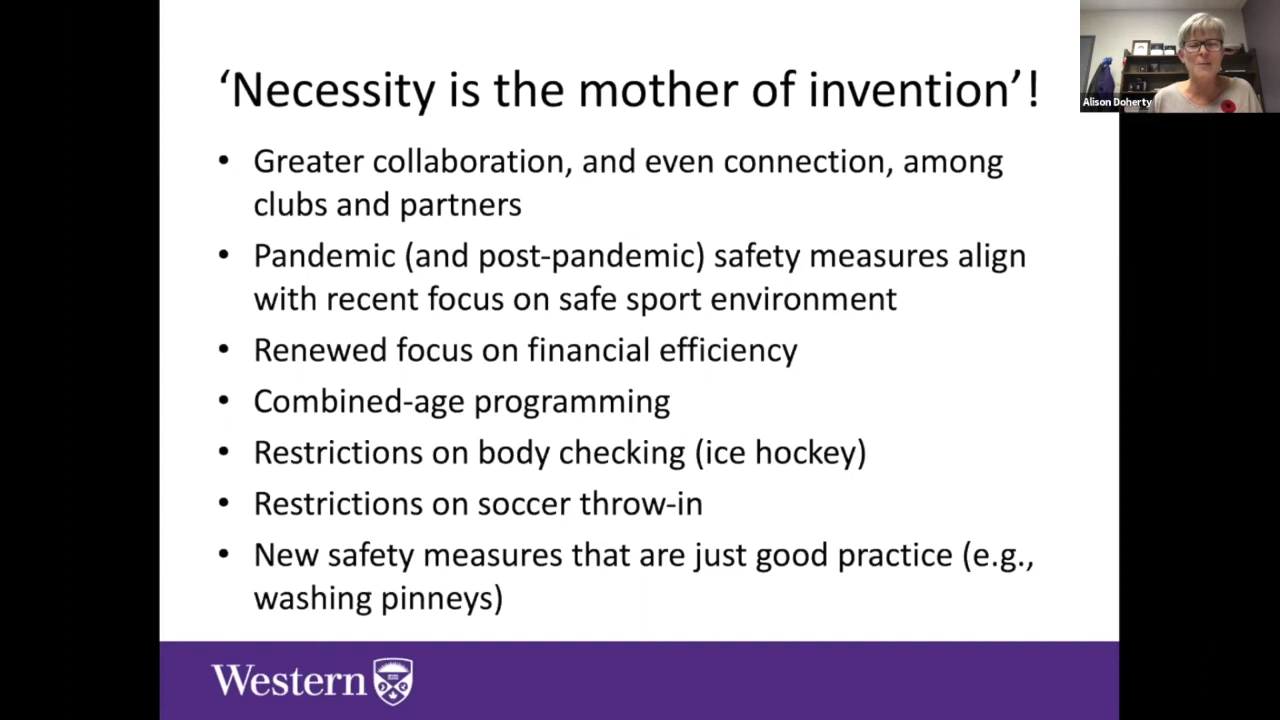 ‘Necessity is the mother of invention’!
Alison Doherty
• Greater collaboration, and even connection, among
clubs and partners
• Pandemic (and post-pandemic) safety measures align
with recent focus on safe sport environment
• Renewed focus on financial efficiency
• Combined-age programming
• Restrictions on body checking (ice hockey)
• Restrictions on soccer throw-in
• New safety measures that are just good practice (e.g.,
washing pinneys)
Western